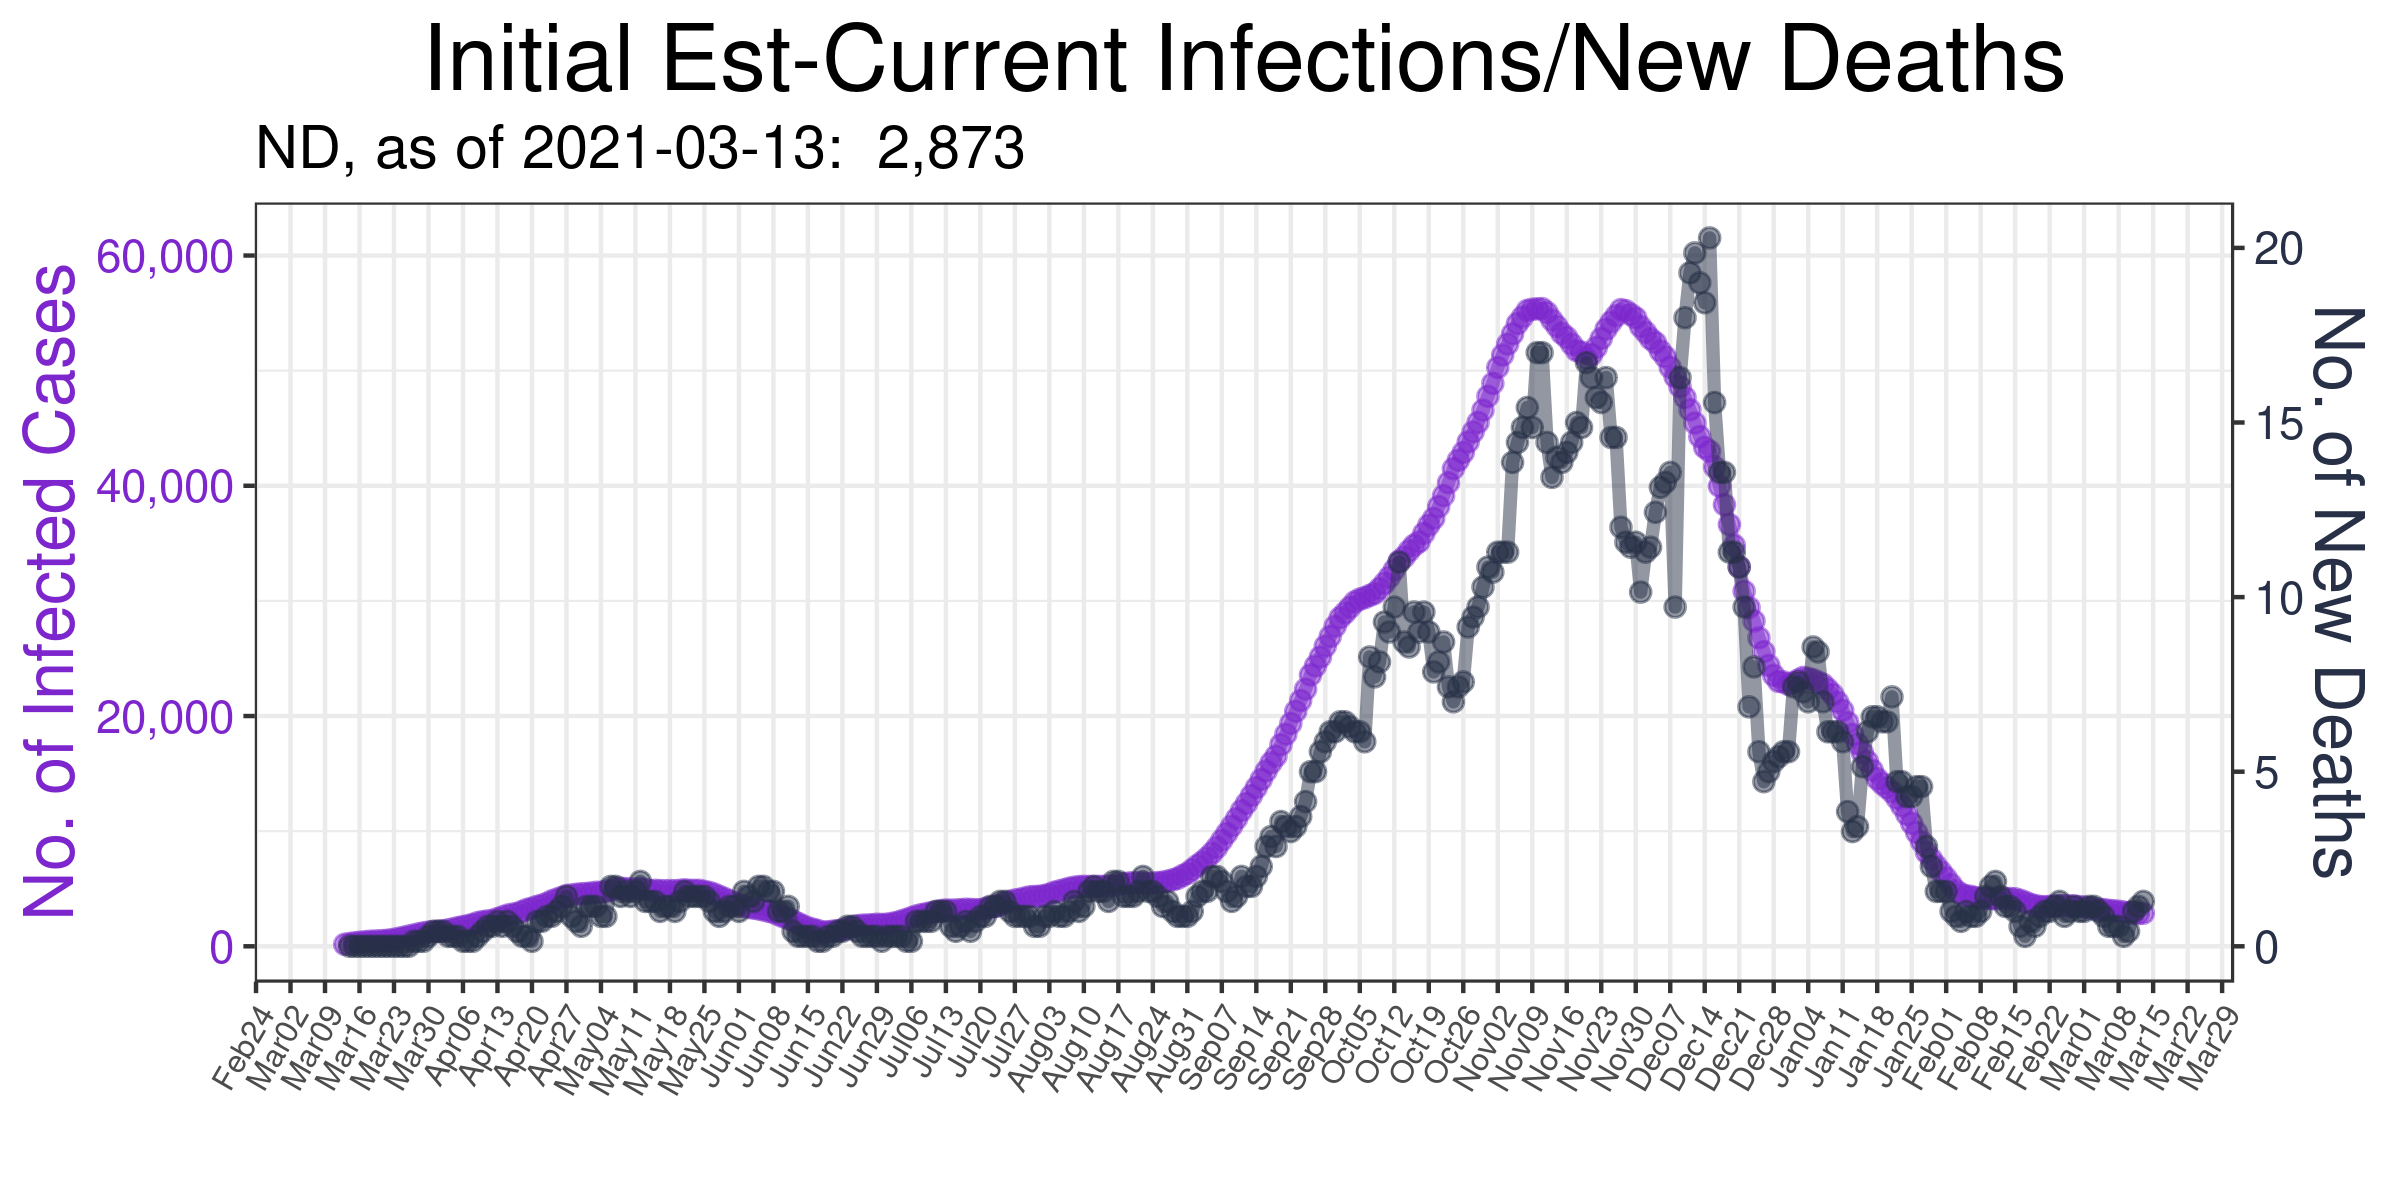 Initial Est-Current Infections/New Deaths
ND, as of 2021-03-13:  2,873
No. of Infected Cases
60,000
40,000
20,000
0
20
15
10
5
0
No. of New Deaths
Feb24
Mar02
Mar09
Mar16
Mar23
Mar30
Apr06
Apr13
Apr20
Apr27
May04
May11
May18
May25
Jun01
Jun08
Jun15
Jun22
Jun29
Jul06
Jul13
Jul20
Jul27
Aug03
Aug10
Aug17
Aug24
Aug31
Sep07
Sep14
Sep21
Sep28
Oct05
Oct12
Oct19
Oct26
Nov02
Nov09
Nov16
Nov23
Nov30
Dec07
Dec14
Dec21
Dec28
Jan04
Jan11
Jan18
Jan25
Feb01
Feb08
Feb15
Feb22
Mar01
Mar08
Mar15
Mar22
Mar29